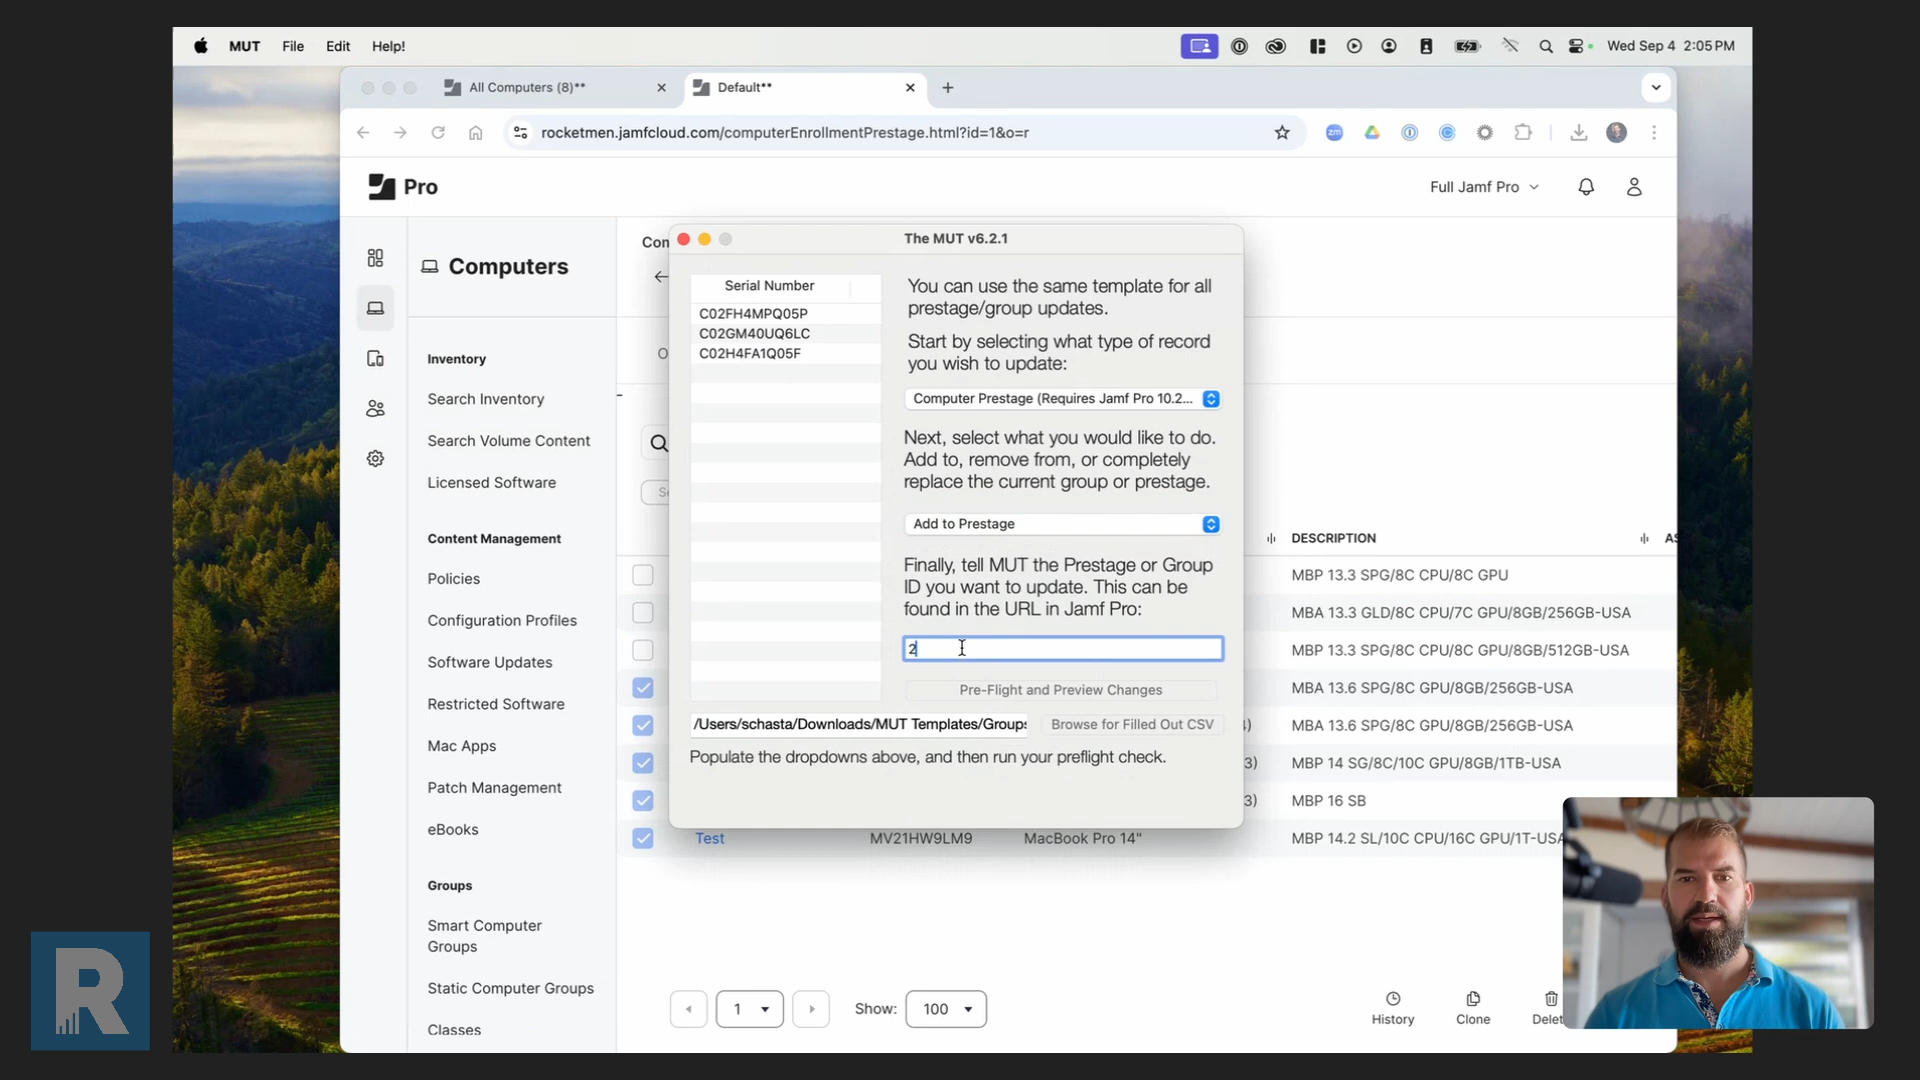 MUT File Edit Help!
Wed Sep 4 2:05 PM
All Computers (8)**
Default**
rocketmen.jamfcloud.com/computerEnrollmentPrestage.html?id=1&o=r
zm
Pro
Full Jamf Pro
Computers
Inventory
Search Inventory
Search Volume Content
Licensed Software
Content Management
Policies
Configuration Profiles
Software Updates
Restricted Software
Mac Apps
Patch Management
eBooks
Groups
Smart Computer
Groups
Static Computer Groups
Classes
The MUT v6.2.1
Serial Number
C02FH4MPQ05P
C02GM40UQ6LC
C02H4FA1Q05F
You can use the same template for all
prestage/group updates.
Start by selecting what type of record
you wish to update:
Computer Prestage (Requires Jamf Pro 10.2...
Next, select what you would like to do.
Add to, remove from, or completely
replace the current group or prestage.
Add to Prestage
Finally, tell MUT the Prestage or Group
ID you want to update. This can be
found in the URL in Jamf Pro:
2
Pre-Flight and Preview Changes
/Users/schasta/Downloads/MUT Templates/Groups
Browse for Filled Out CSV
Populate the dropdowns above, and then run your preflight check.
DESCRIPTION
MBP 13.3 SPG/8C CPU/8C GPU
MBA 13.3 GLD/8C CPU/7C GPU/8GB/256GB-USA
MBP 13.3 SPG/8C CPU/8C GPU/8GB/512GB-USA
MBA 13.6 SPG/8C GPU/8GB/256GB-USA
MBA 13.6 SPG/8C GPU/8GB/256GB-USA
3) MBP 14 SG/8C/10C GPU/8GB/1TB-USA
3) MBP 16 SB
Test MV21HW9LM9 MacBook Pro 14" MBP 14.2 SL/10C CPU/16C GPU/1T-USA
1
Show: 100
History
Clone
Delet
R